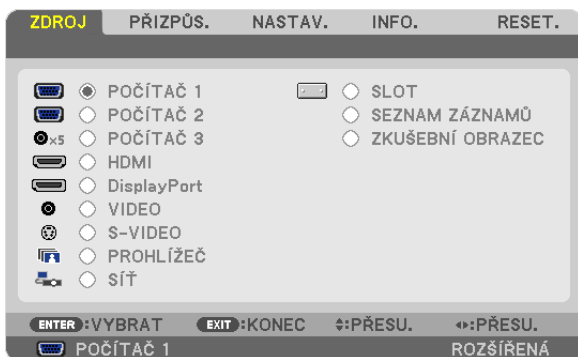 ZDROJ PŘIZPŮS. NASTAV. INFO. RESET.
POČÍTAČ 1
POČÍTAČ 2
×5 POČÍTAČ 3
HDMI
DisplayPort
VIDEO
S-VIDEO
PROHLÍŽEČ
SÍŤ
SLOT
SEZNAM ZÁZNAMŮ
ZKUŠEBNÍ OBRAZEC
ENTER :VYBRAT EXIT :KONEC :PŘESU. :PŘESU.
POČÍTAČ 1 ROZŠÍŘENÁ